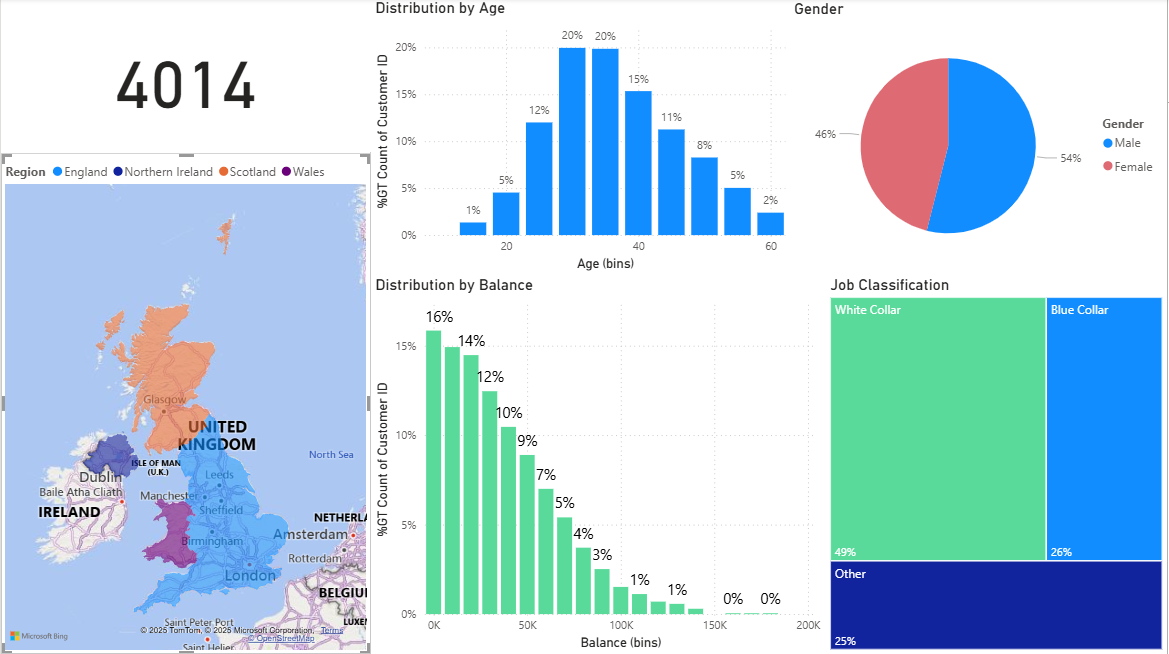 4014
Region England Northern Ireland Scotland Wales
Glasgow
UNITED
KINGDOM
North Sea
ISLE OF MAN
(U.K.)
Dublin
Baile Atha Cliath
IRELAND
Leeds
Manchester
Sheffield
Birmingham
London
NETHERLA
Amsterdam
Rotterdam
BELGIU
LUXE
Saint Peter Port
Saint Helier
Microsoft Bing
© 2025 TomTom, © 2025 Microsoft Corporation, Terms
© OpenStreetMap
Distribution by Age
%GT Count of Customer ID
20%
15%
10%
5%
0%
1%
5%
12%
20%
20%
15%
11%
8%
5%
2%
20 40 60
Age (bins)
Gender
46%
54%
Gender
Male
Female
Distribution by Balance
%GT Count of Customer ID
15%
10%
5%
0%
16%
14%
12%
10%
9%
7%
5%
4%
3%
1%
1%
0%
0%
0K 50K 100K 150K 200K
Balance (bins)
Job Classification
White Collar
49%
Blue Collar
26%
Other
25%